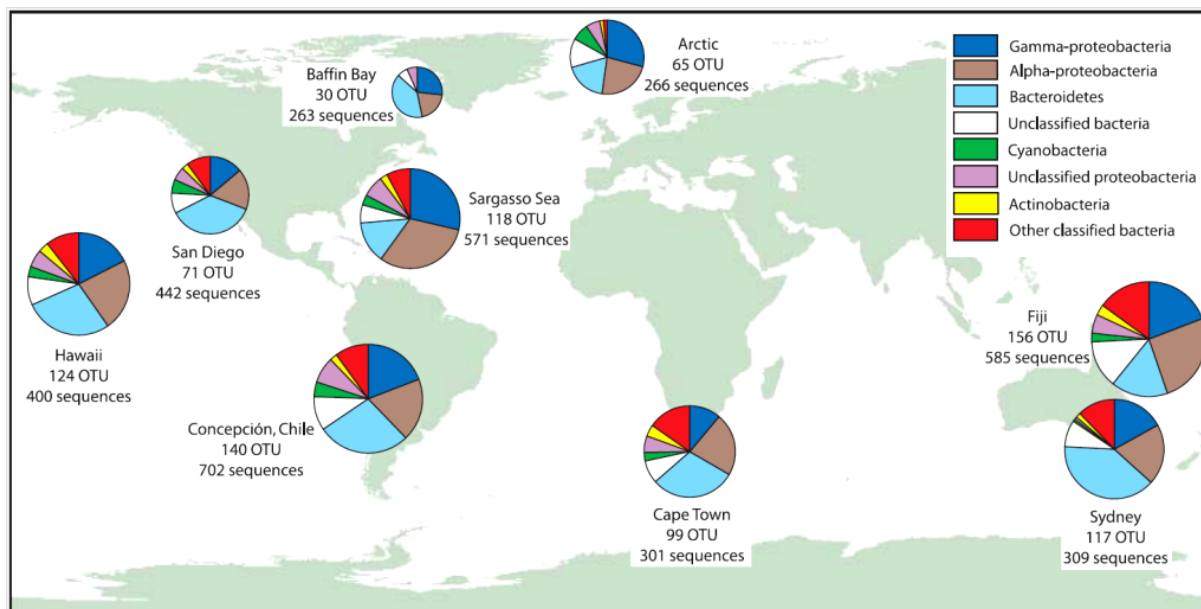 Arctic
65 OTU
266 sequences
Baffin Bay
30 OTU
263 sequences
Gamma-proteobacteria
Alpha-proteobacteria
Bacteroidetes
Unclassified bacteria
Cyanobacteria
Unclassified proteobacteria
Actinobacteria
Other classified bacteria
Sargasso Sea
118 OTU
571 sequences
San Diego
71 OTU
442 sequences
Hawaii
124 OTU
400 sequences
Fiji
156 OTU
585 sequences
Concepción, Chile
140 OTU
702 sequences
Cape Town
99 OTU
301 sequences
Sydney
117 OTU
309 sequences